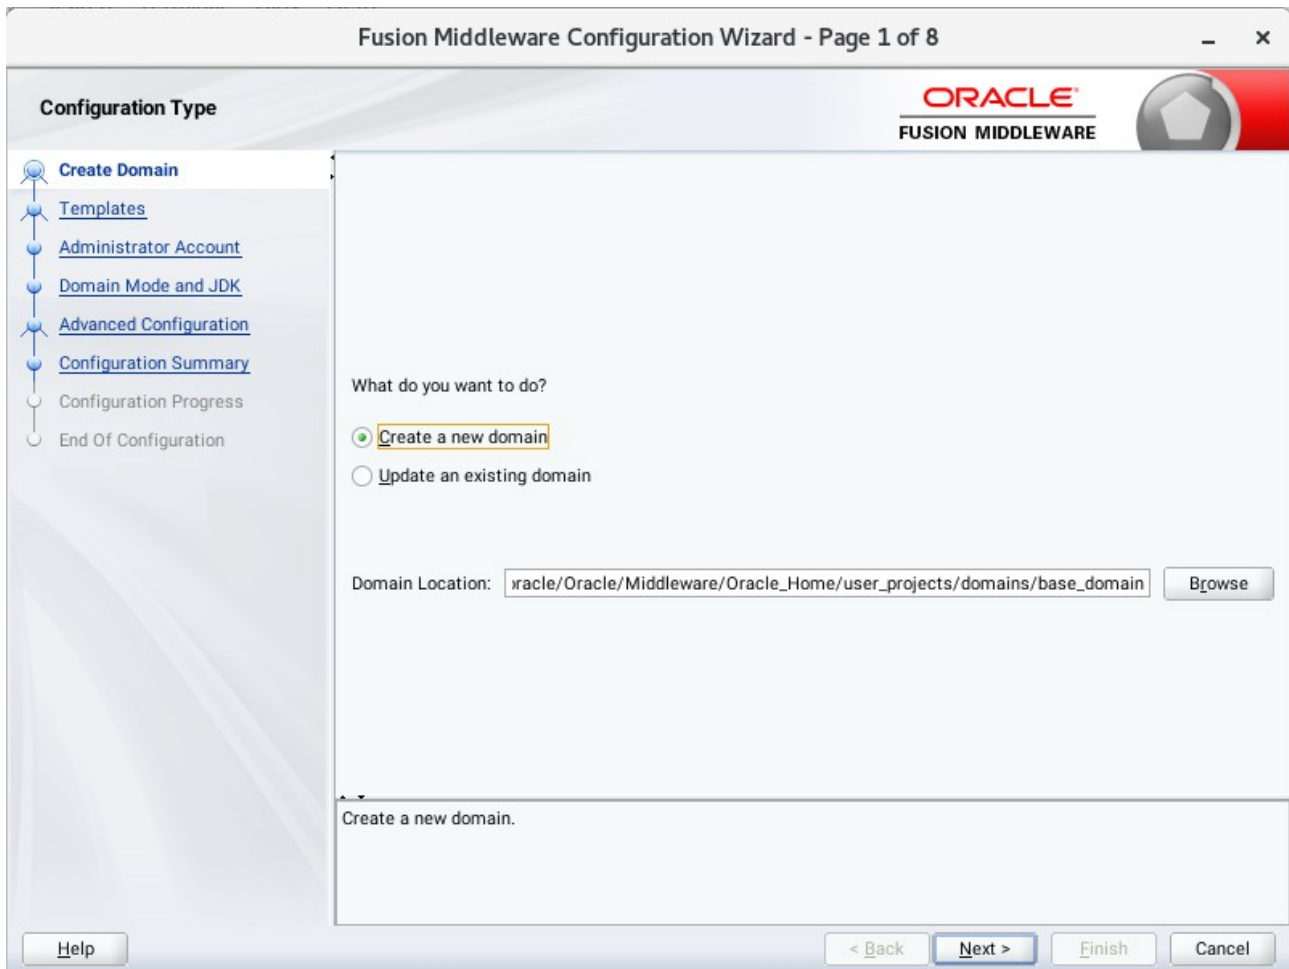 Fusion Middleware Configuration Wizard - Page 1 of 8
Configuration Type
ORACLE
FUSION MIDDLEWARE
Create Domain
Templates
Administrator Account
Domain Mode and JDK
Advanced Configuration
Configuration Summary
Configuration Progress
End Of Configuration
What do you want to do?
Create a new domain
Update an existing domain
Domain Location: racle/Oracle/Middleware/Oracle_Home/user_projects/domains/base_domain Browse
Create a new domain.
Help < Back Next > Finish Cancel